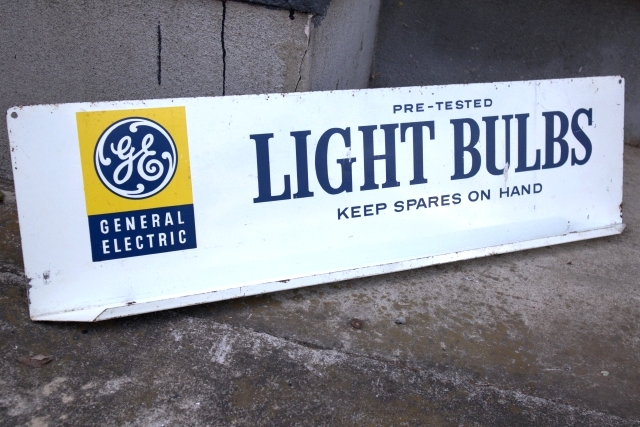 GE
GENERAL
ELECTRIC
PRE-TESTED
LIGHT BULBS
KEEP SPARES ON HAND